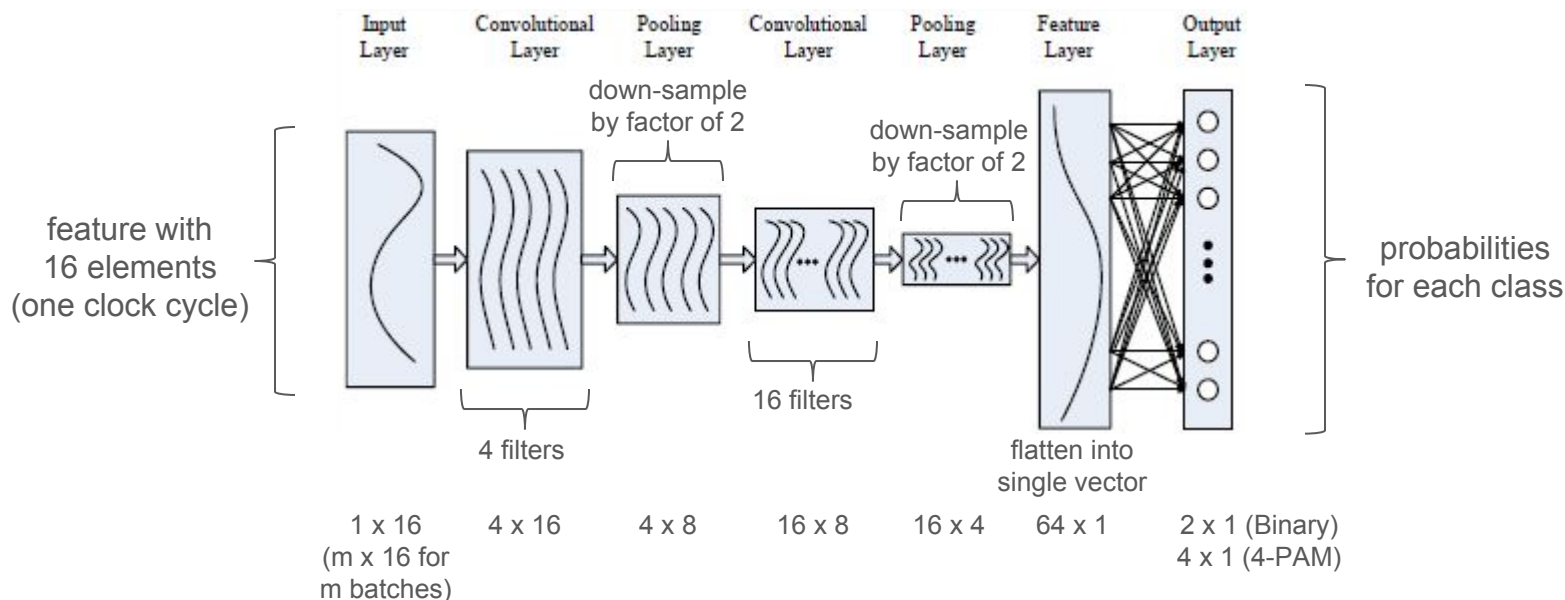 Input
Layer
Convolutional
Layer
Pooling
Layer
Convolutional
Layer
Pooling
Layer
Feature
Layer
Output
Layer
down-sample
by factor of 2
down-sample
by factor of 2
feature with
16 elements
(one clock cycle)
probabilities
for each class
4 filters
16 filters
flatten into
single vector
1 x 16
(m x 16 for
m batches)
4 x 16
4 x 8
16 x 8
16 x 4
64 x 1
2 x 1 (Binary)
4 x 1 (4-PAM)